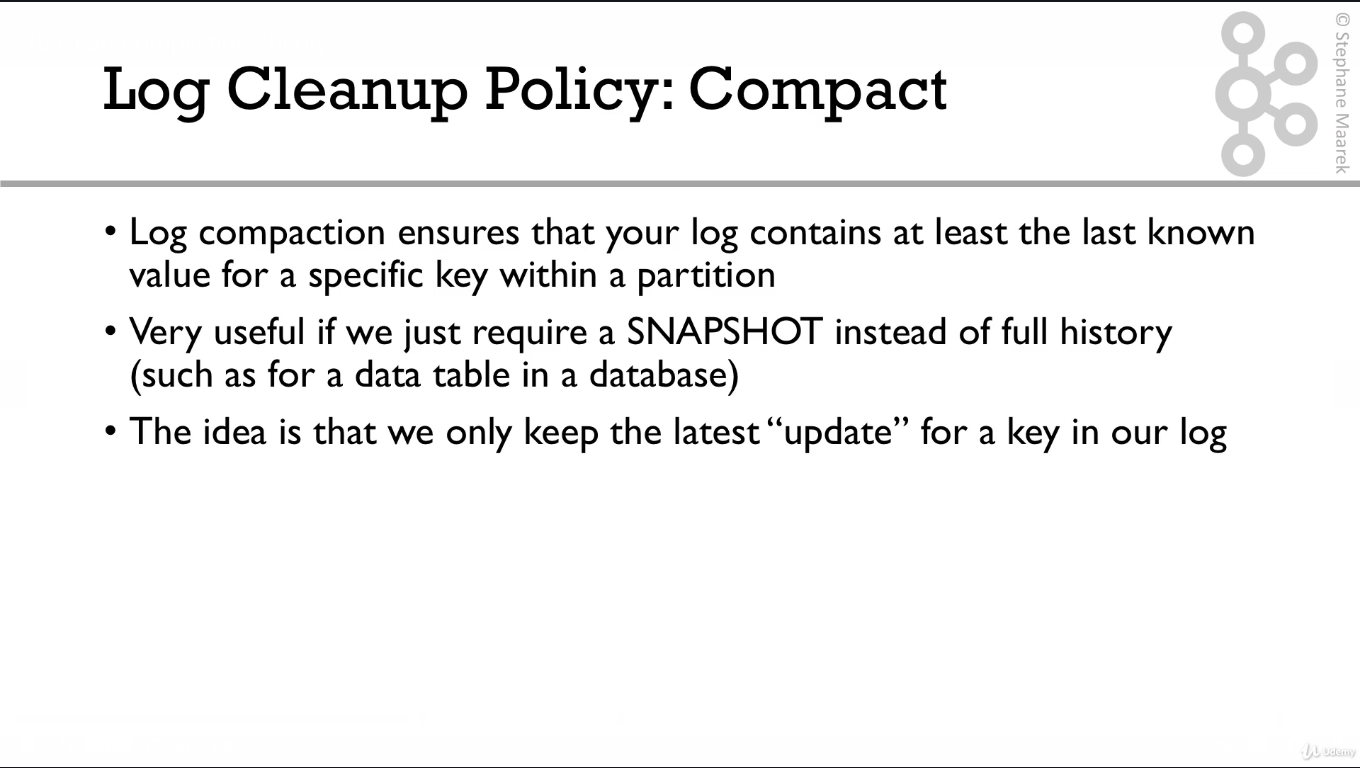 Log Cleanup Policy: Compact
© Stephane Maarek
• Log compaction ensures that your log contains at least the last known
value for a specific key within a partition
• Very useful if we just require a SNAPSHOT instead of full history
(such as for a data table in a database)
• The idea is that we only keep the latest “update” for a key in our log
Udemy